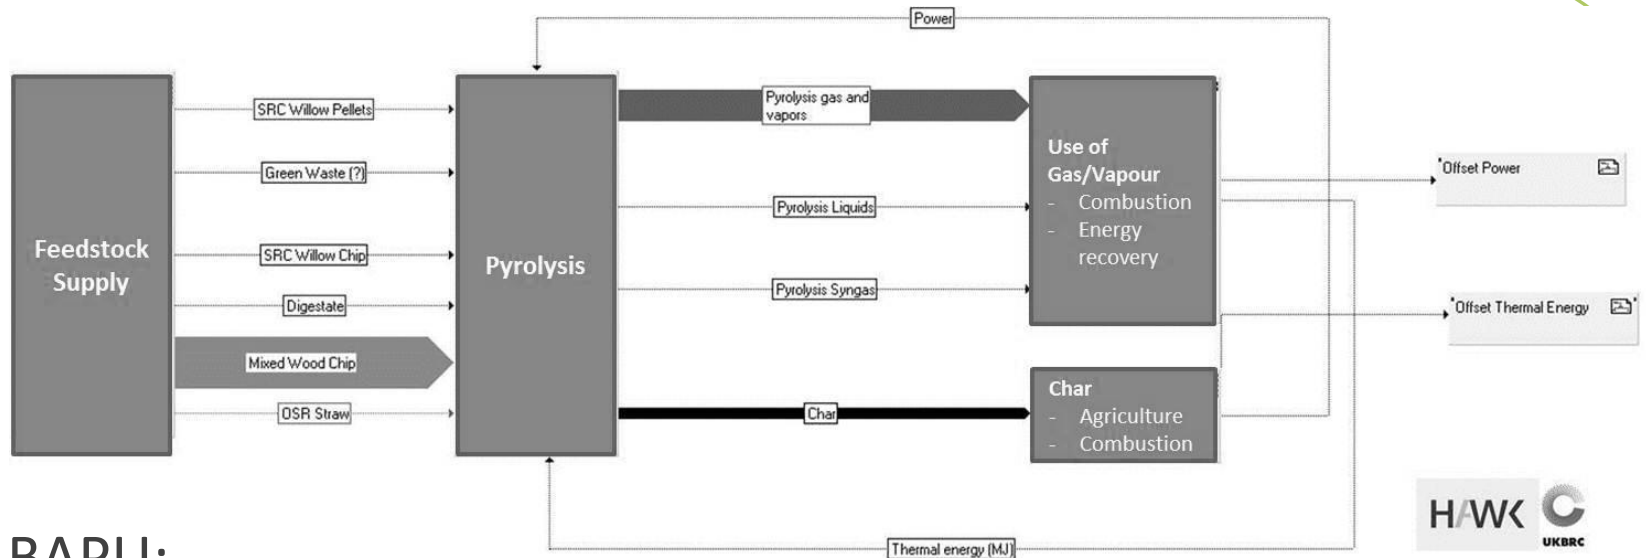 Power
Feedstock
Supply
SRC Willow Pellets
Green Waste (?)
SRC Willow Chip
Digestate
Mixed Wood Chip
OSR Straw
Pyrolysis
Pyrolysis gas and
vapors
Pyrolysis Liquids
Pyrolysis Syngas
Char
Use of
Gas/Vapour
- Combustion
- Energy
recovery
Char
- Agriculture
- Combustion
Offset Power
Offset Thermal Energy
Thermal energy (MJ)
HAWK
UKBRC